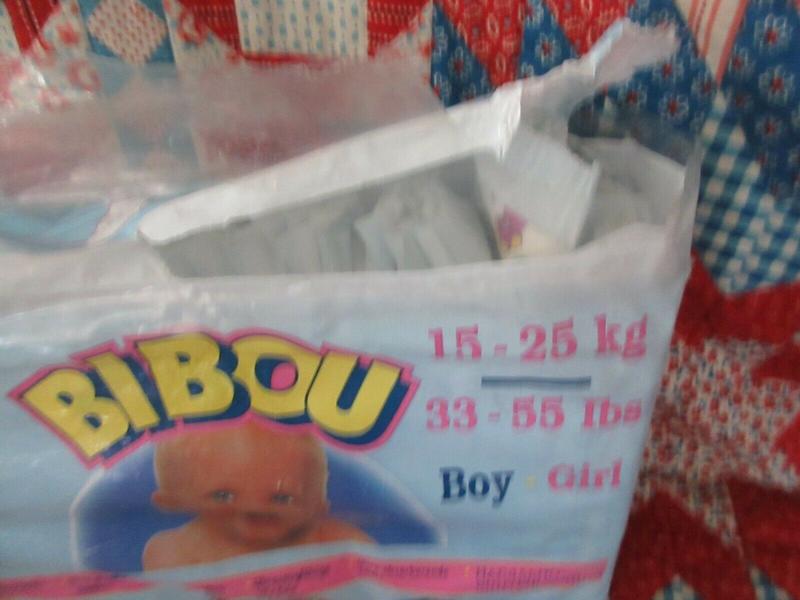 BIBOU
15 - 25 kg
33 - 55 lbs
Boy · Girl